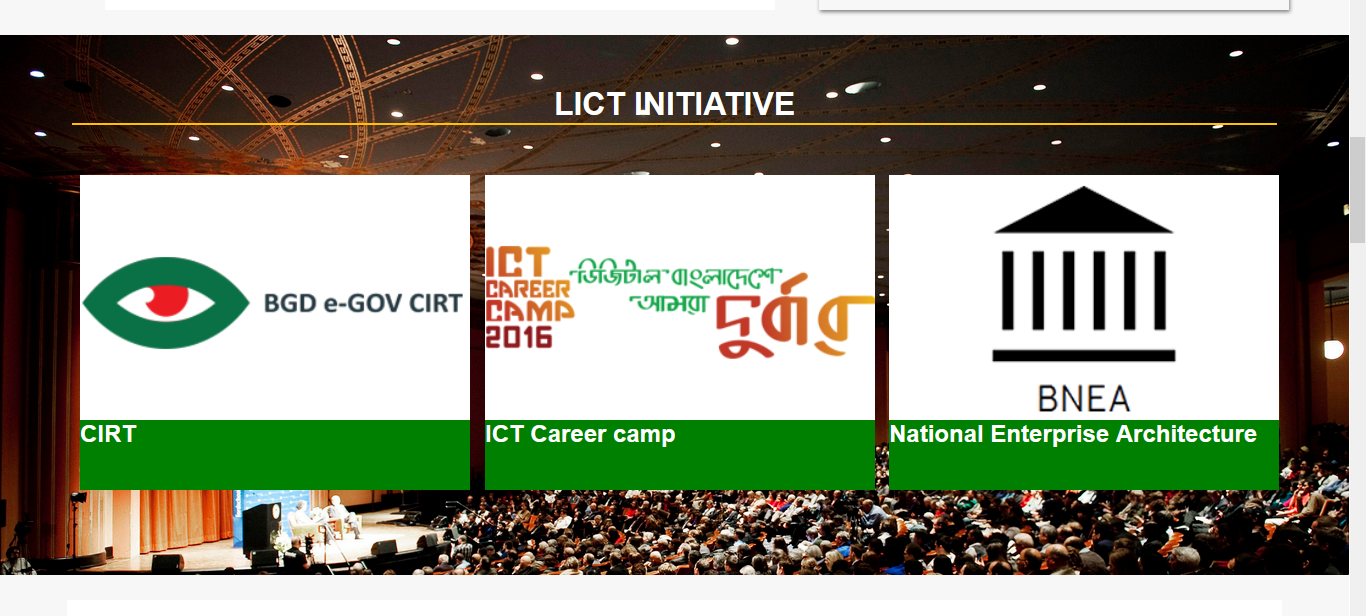 LICT INITIATIVE
BGD e-GOV CIRT
CIRT
ICT
CAREER
CAMP
2016
ডিজিটাল বাংলাদেশে
আমরা
দুর্বার
ICT Career camp
BNEA
National Enterprise Architecture